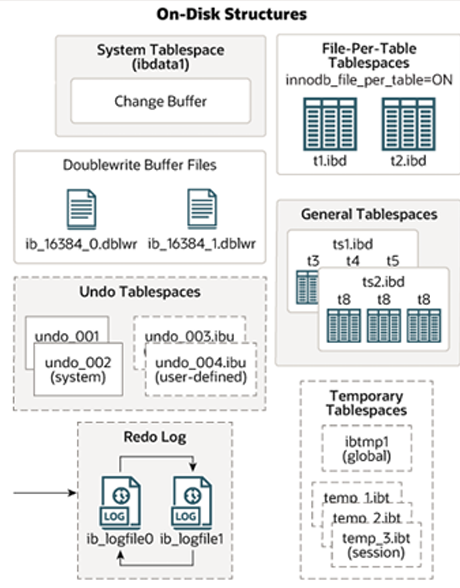 On-Disk Structures
System Tablespace
(ibdata1)
Change Buffer
File-Per-Table
Tablespaces
innodb_file_per_table=ON
t1.ibd t2.ibd
Doublewrite Buffer Files
ib_16384_0.dblwr ib_16384_1.dblwr
General Tablespaces
ts1.ibd
t3 t4 t5
ts2.ibd
t8 t8 t8
Undo Tablespaces
undo_001
undo_002
(system)
undo_003.ibu
undo_004.ibu
(user-defined)
Temporary
Tablespaces
ibtmp1
(global)
temp_1.ibt
temp_2.ibt
temp_3.ibt
(session)
Redo Log
LOG LOG
ib_logfile0 ib_logfile1